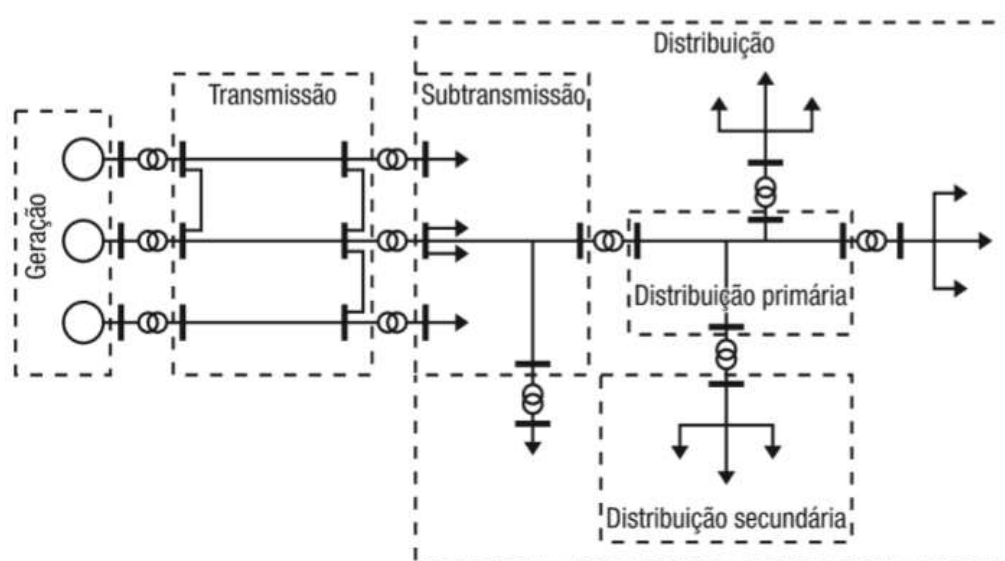 Distribuição
Transmissão
Subtransmissão
Geração
Distribuição primária
Distribuição secundária